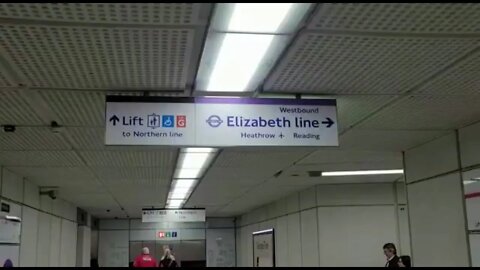 ↑ Lift
to Northern line
Westbound
Elizabeth line →
Heathrow Reading